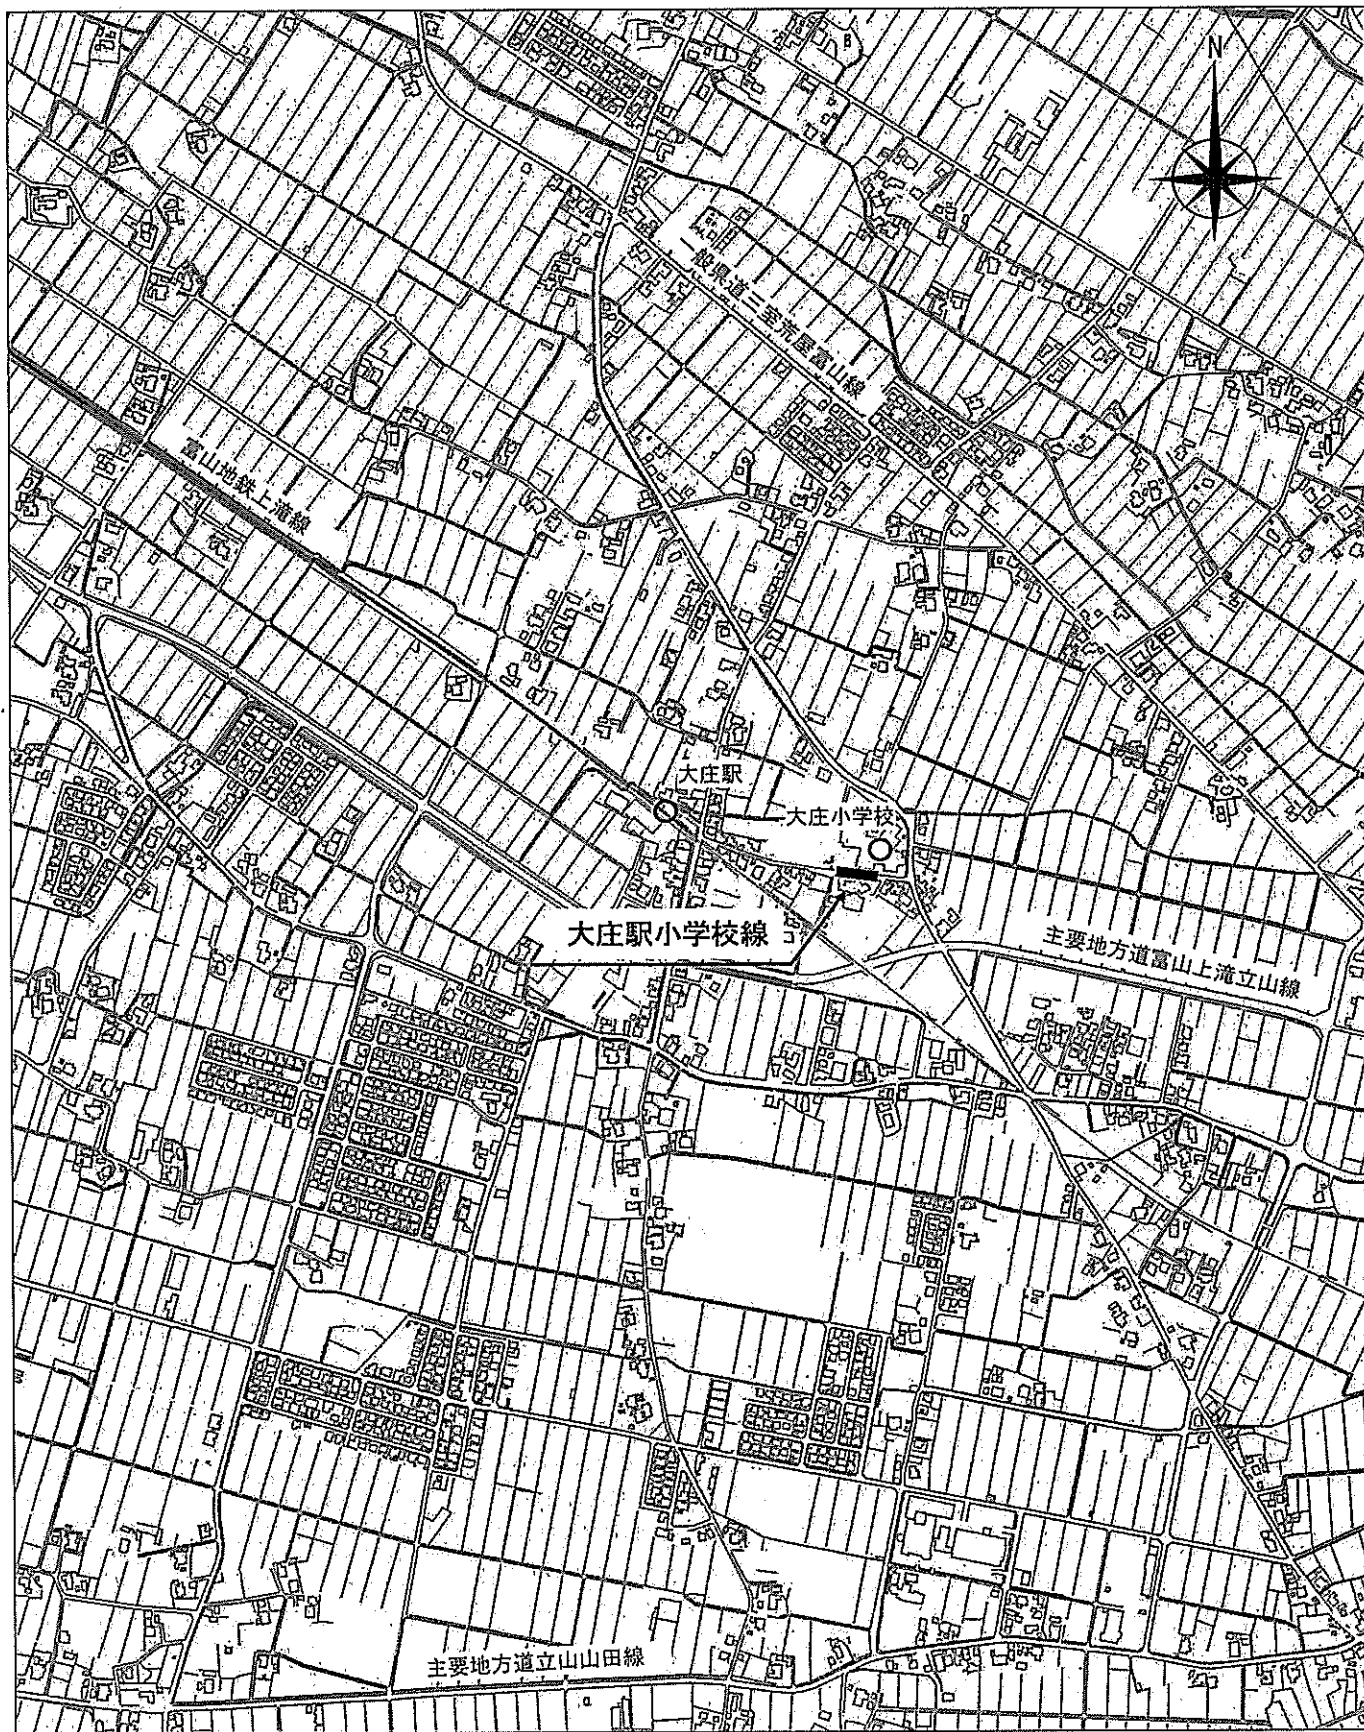 N
一般県道三室荒屋富山線
富山地鉄上滝線
大庄駅
大庄小学校
大庄駅小学校線
主要地方道富山上滝立山線
主要地方道立山山田線